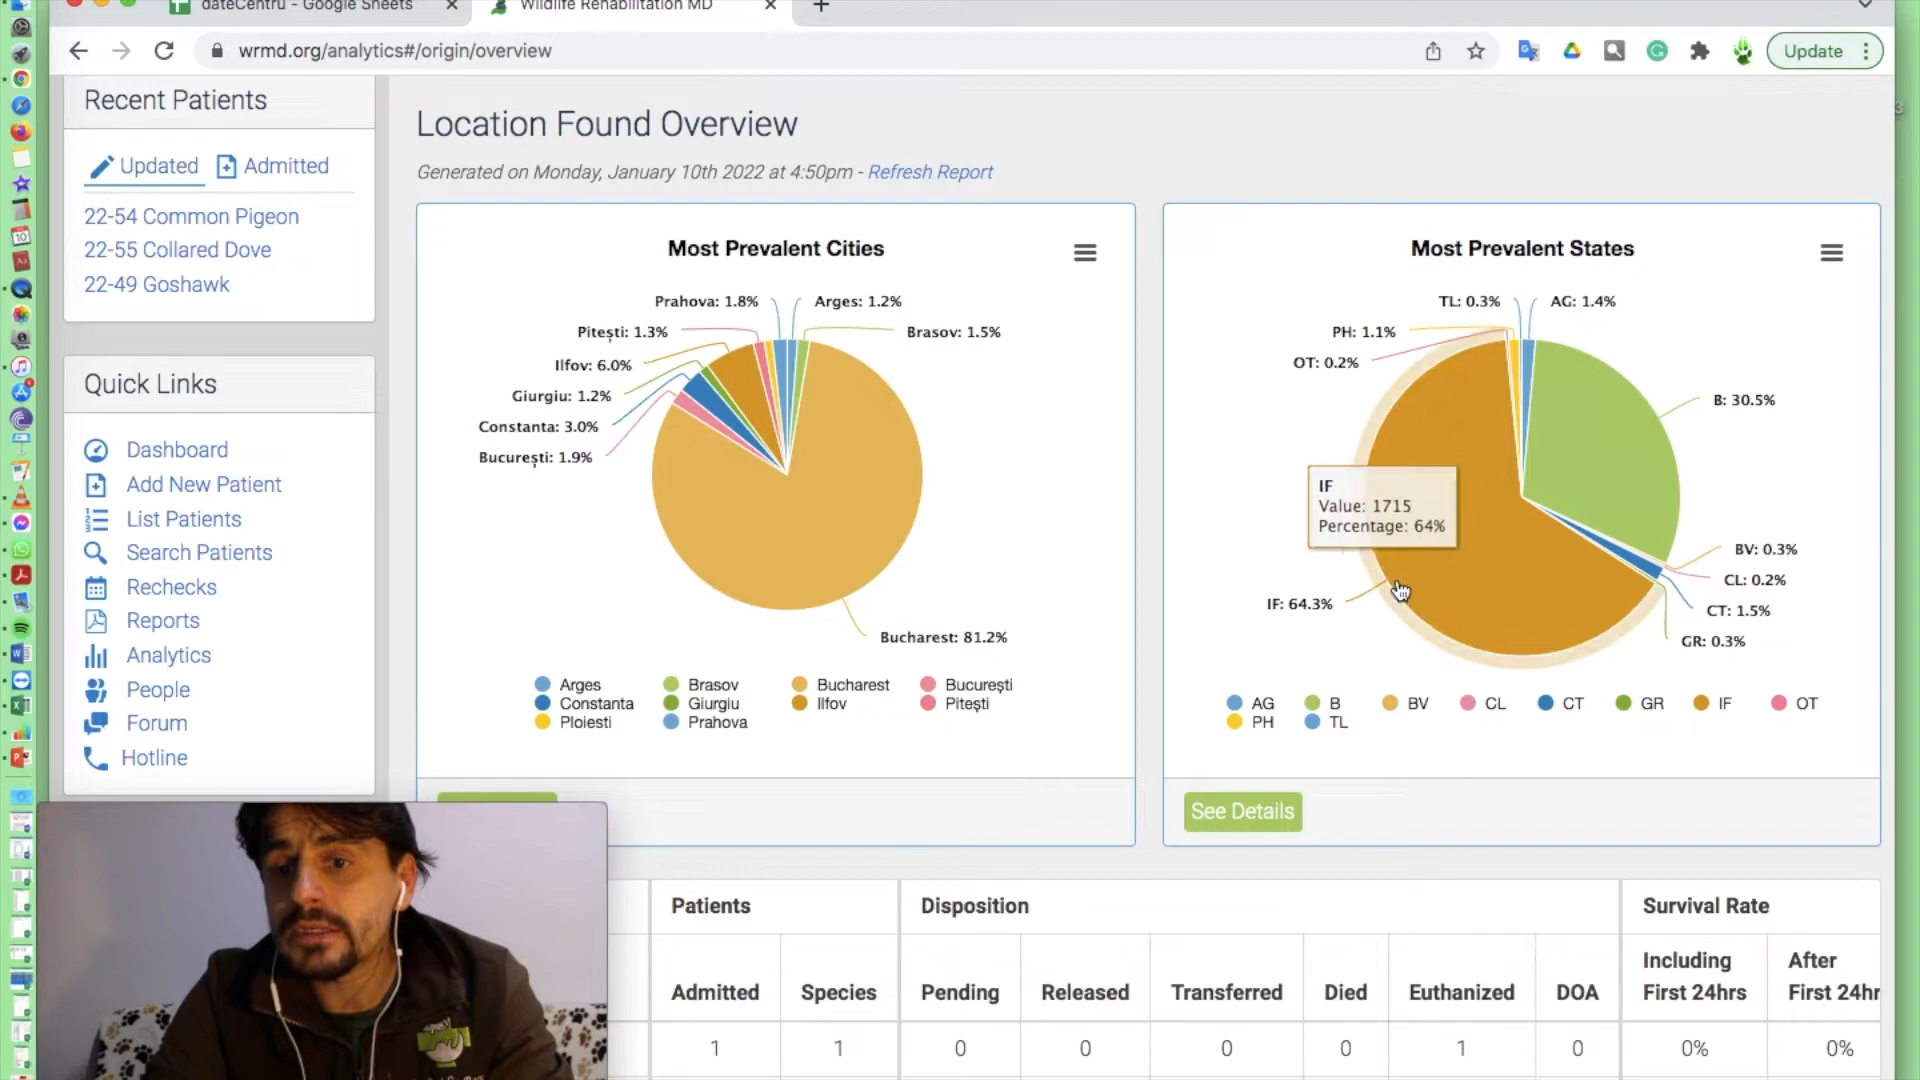 dateCentru - Google Sheets
Wildlife Rehabilitation MD
wrmd.org/analytics#/origin/overview
Update
Recent Patients
Updated
Admitted
22-54 Common Pigeon
22-55 Collared Dove
22-49 Goshawk
Quick Links
Dashboard
Add New Patient
List Patients
Search Patients
Rechecks
Reports
Analytics
People
Forum
Hotline
Location Found Overview
Generated on Monday, January 10th 2022 at 4:50pm - Refresh Report
Most Prevalent Cities
Prahova: 1.8%
Arges: 1.2%
Pitești: 1.3%
Brasov: 1.5%
Ilfov: 6.0%
Giurgiu: 1.2%
Constanta: 3.0%
București: 1.9%
Bucharest: 81.2%
Arges
Brasov
Bucharest
București
Constanta
Giurgiu
Ilfov
Pitești
Ploiesti
Prahova
Most Prevalent States
TL: 0.3%
AG: 1.4%
PH: 1.1%
OT: 0.2%
B: 30.5%
IF
Value: 1715
Percentage: 64%
BV: 0.3%
CL: 0.2%
IF: 64.3%
CT: 1.5%
GR: 0.3%
AG
B
BV
CL
CT
GR
IF
OT
PH
TL
See Details
Patients
Disposition
Survival Rate
Admitted
Species
Pending
Released
Transferred
Died
Euthanized
DOA
Including
First 24hrs
After
First 24hr
1
1
0
0
0
0
1
0
0%
0%